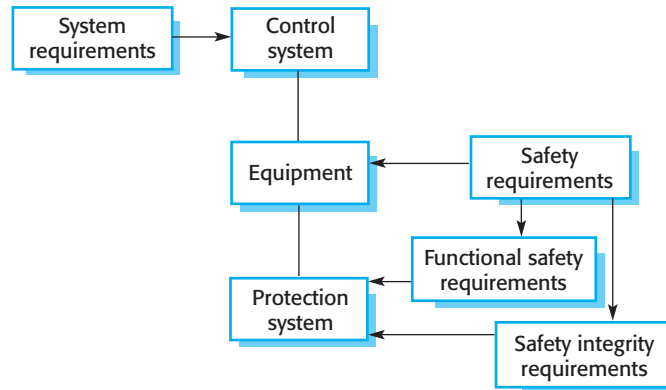 System
requirements
Control
system
Equipment
Safety
requirements
Functional safety
requirements
Protection
system
Safety integrity
requirements